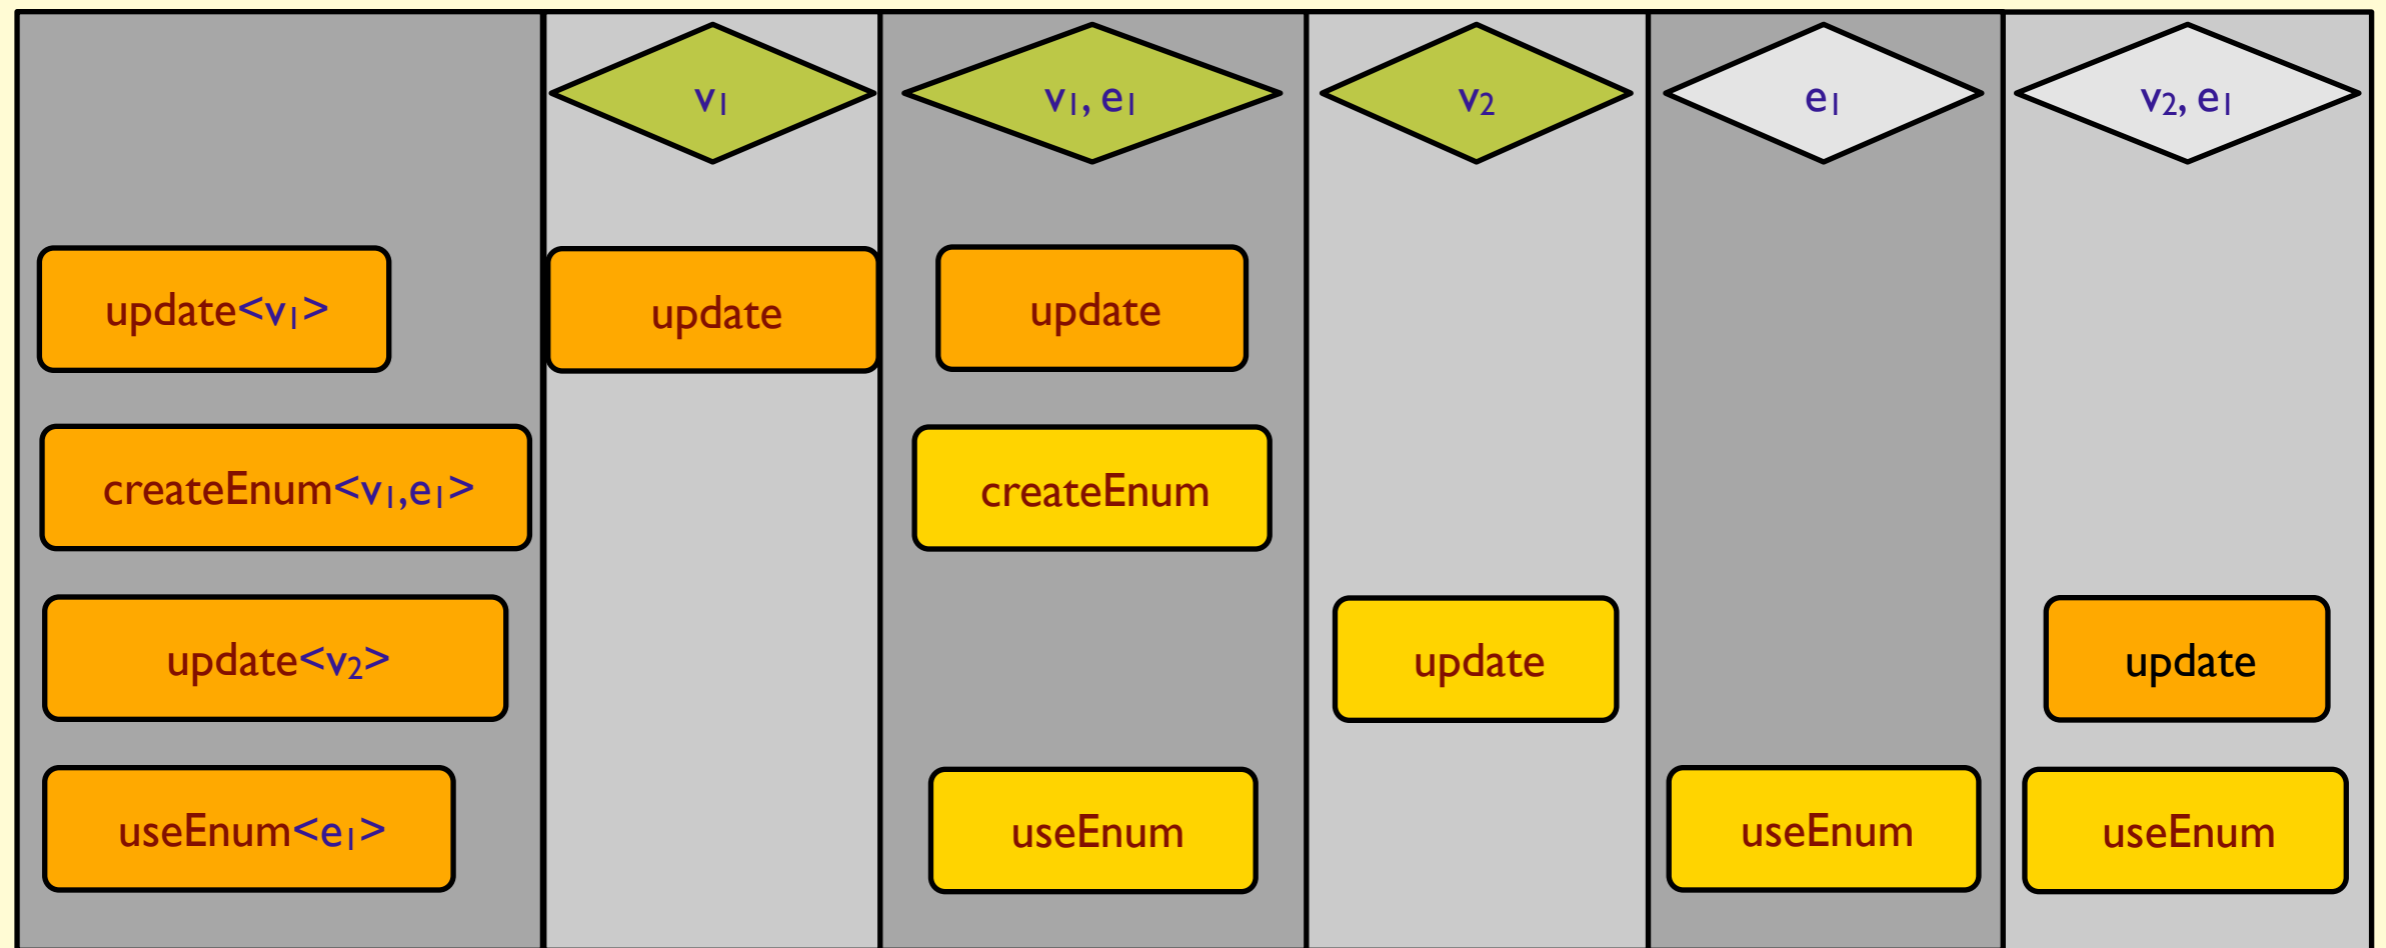 v₁ v₁, e₁ v₂ e₁ v₂, e₁
update<v₁> update update
createEnum<v₁,e₁> createEnum
update<v₂> update update
useEnum<e₁> useEnum useEnum useEnum